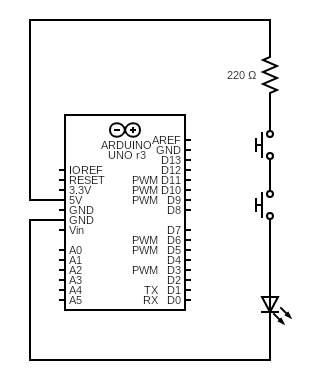 220 Ω
ARDUINO
UNO r3
AREF
GND
D13
IOREF D12
RESET PWM D11
3.3V PWM D10
5V PWM D9
GND D8
GND
Vin D7
PWM D6
A0 PWM D5
A1 D4
A2 PWM D3
A3 D2
A4 TX D1
A5 RX D0